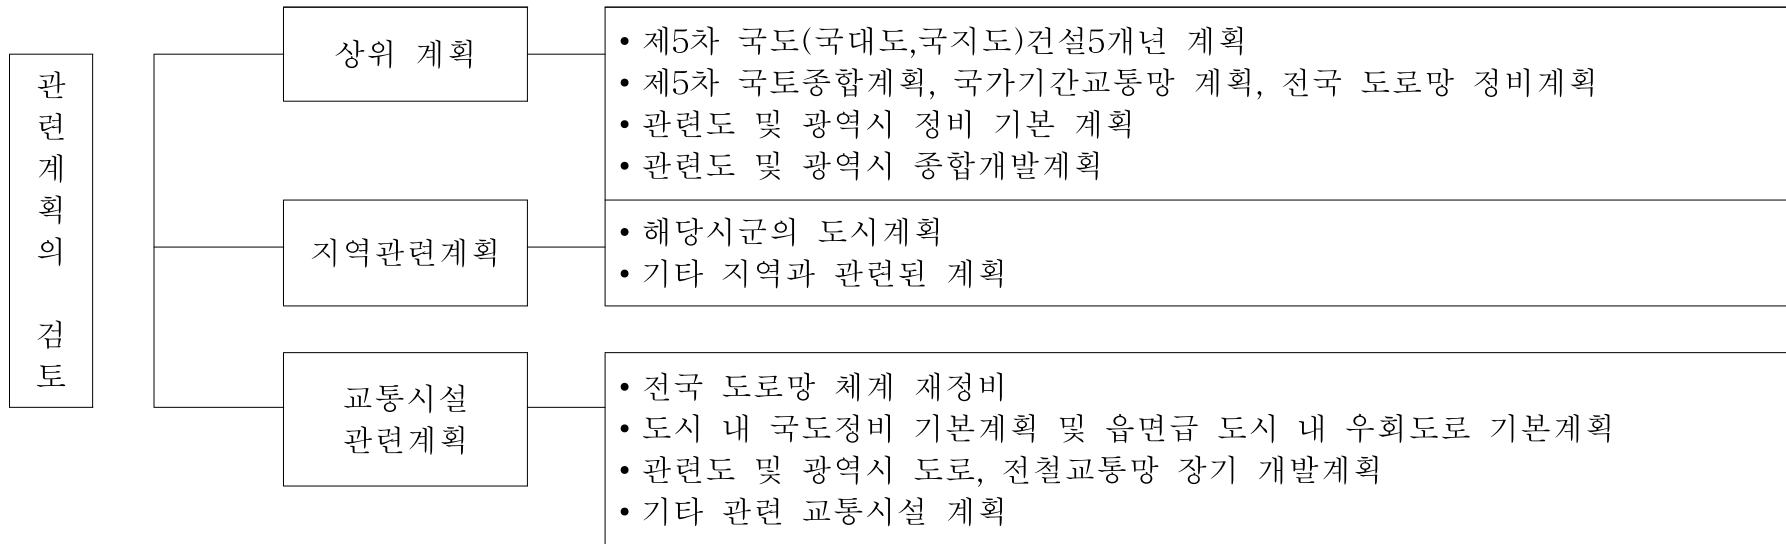 관련계획의 검토
상위 계획
• 제5차 국도(국대도,국지도)건설5개년 계획
• 제5차 국토종합계획, 국가기간교통망 계획, 전국 도로망 정비계획
• 관련도 및 광역시 정비 기본 계획
• 관련도 및 광역시 종합개발계획
지역관련계획
• 해당시군의 도시계획
• 기타 지역과 관련된 계획
교통시설
관련계획
• 전국 도로망 체계 재정비
• 도시 내 국도정비 기본계획 및 읍면급 도시 내 우회도로 기본계획
• 관련도 및 광역시 도로, 전철교통망 장기 개발계획
• 기타 관련 교통시설 계획